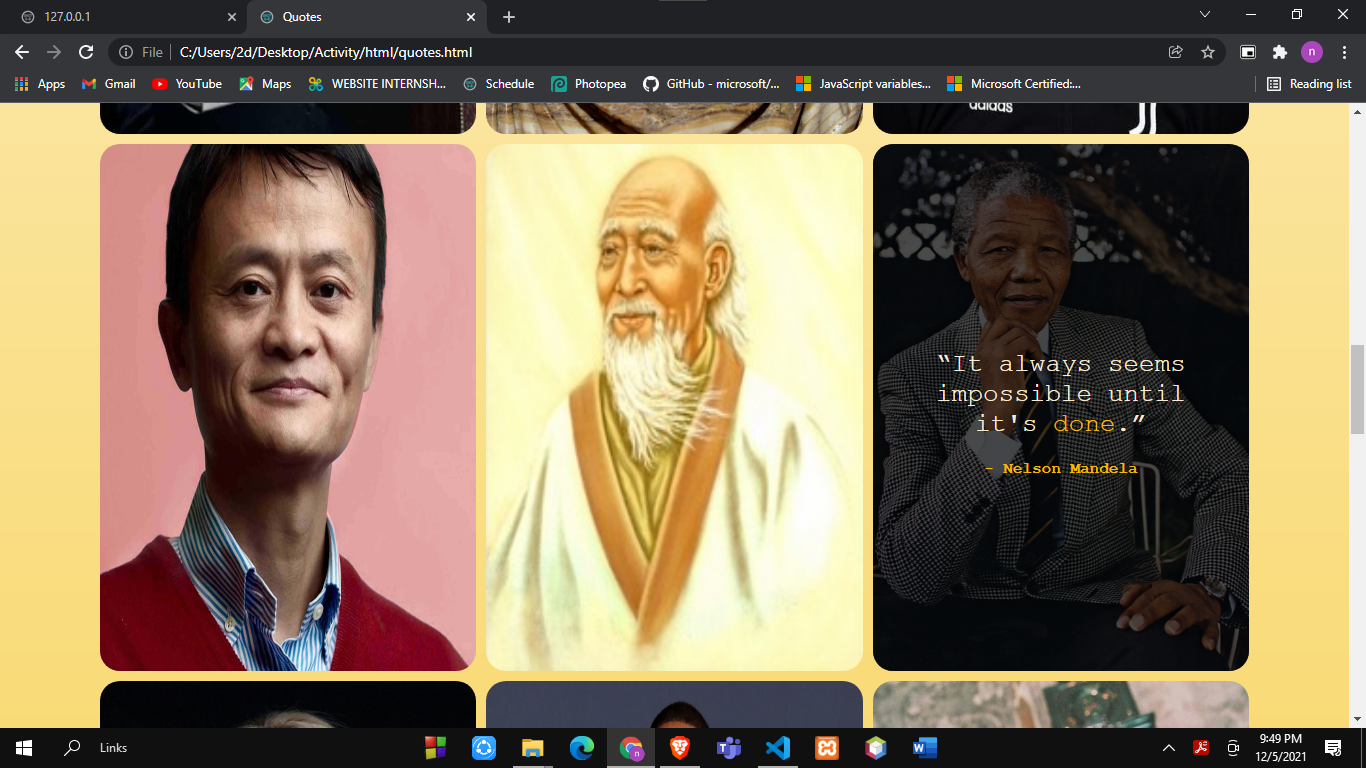 127.0.0.1
Quotes
File
C:/Users/2d/Desktop/Activity/html/quotes.html
n
Apps
Gmail
YouTube
Maps
WEBSITE INTERNSH...
Schedule
Photopea
GitHub - microsoft/...
JavaScript variables...
Microsoft Certified:...
Reading list
adidas
“It always seems
impossible until
it's done.”
- Nelson Mandela
Links
n
9:49 PM
12/5/2021